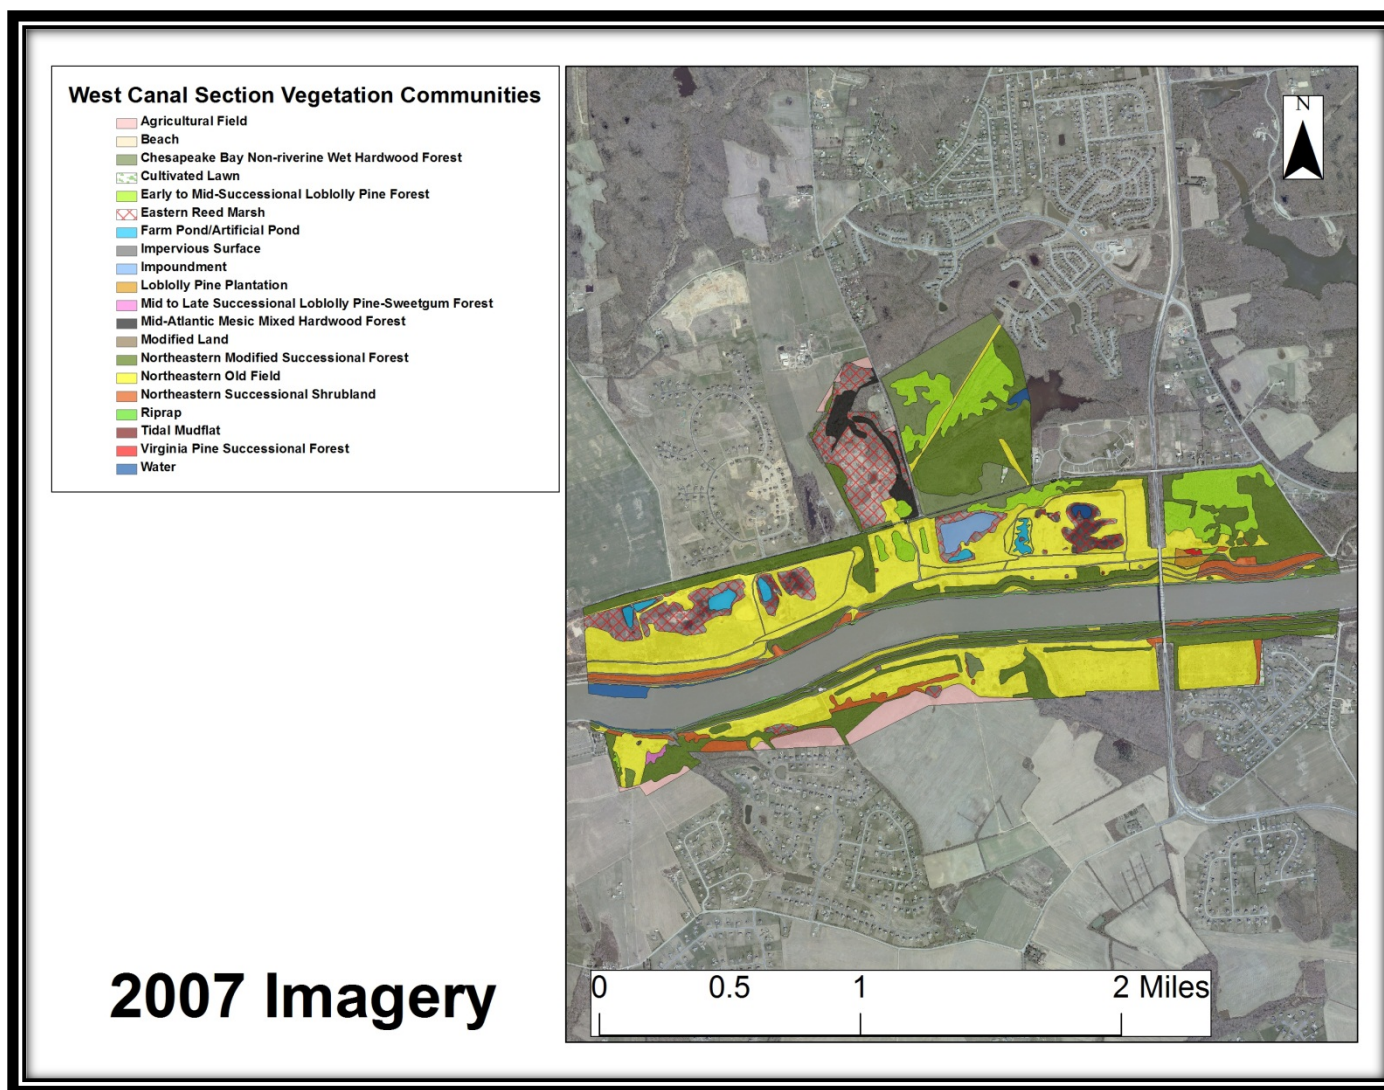 West Canal Section Vegetation Communities
Agricultural Field
Beach
Chesapeake Bay Non-riverine Wet Hardwood Forest
Cultivated Lawn
Early to Mid-Successional Loblolly Pine Forest
Eastern Reed Marsh
Farm Pond/Artificial Pond
Impervious Surface
Impoundment
Loblolly Pine Plantation
Mid to Late Successional Loblolly Pine-Sweetgum Forest
Mid-Atlantic Mesic Mixed Hardwood Forest
Modified Land
Northeastern Modified Successional Forest
Northeastern Old Field
Northeastern Successional Shrubland
Riprap
Tidal Mudflat
Virginia Pine Successional Forest
Water
N
2007 Imagery
0 0.5 1 2 Miles